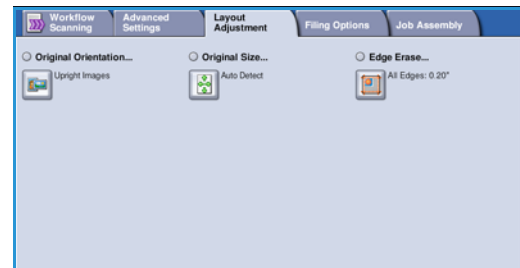 Workflow
Scanning
Advanced
Settings
Layout
Adjustment
Filing Options
Job Assembly
Original Orientation...
Upright Images
Original Size...
Auto Detect
Edge Erase...
All Edges: 0.20"